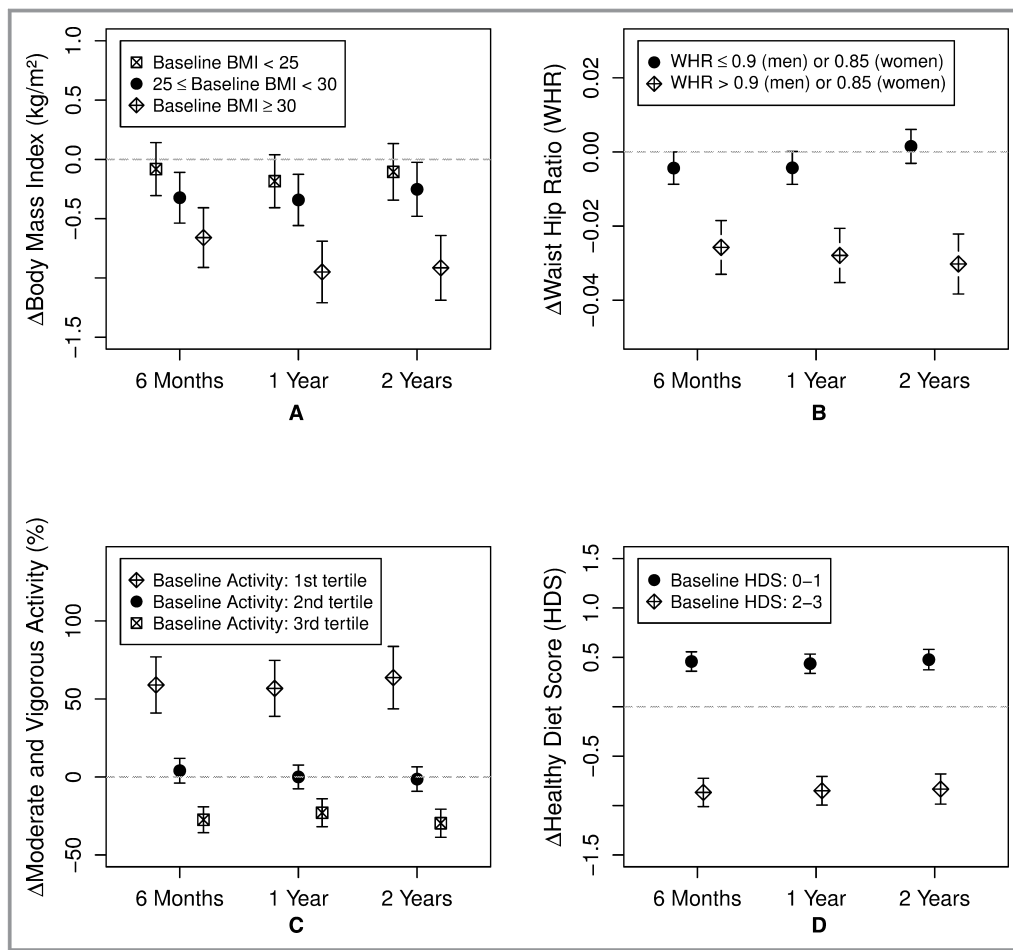 ΔBody Mass Index (kg/m²)
1.0
0.5
0.0
−0.5
−1.5
Baseline BMI < 25
25 ≤ Baseline BMI < 30
Baseline BMI ≥ 30
6 Months
1 Year
2 Years
A
ΔWaist Hip Ratio (WHR)
0.02
0.00
−0.02
−0.04
WHR ≤ 0.9 (men) or 0.85 (women)
WHR > 0.9 (men) or 0.85 (women)
6 Months
1 Year
2 Years
B
ΔModerate and Vigorous Activity (%)
100
50
0
−50
Baseline Activity: 1st tertile
Baseline Activity: 2nd tertile
Baseline Activity: 3rd tertile
6 Months
1 Year
2 Years
C
ΔHealthy Diet Score (HDS)
1.5
1.0
0.5
−0.5
−1.5
Baseline HDS: 0−1
Baseline HDS: 2−3
6 Months
1 Year
2 Years
D